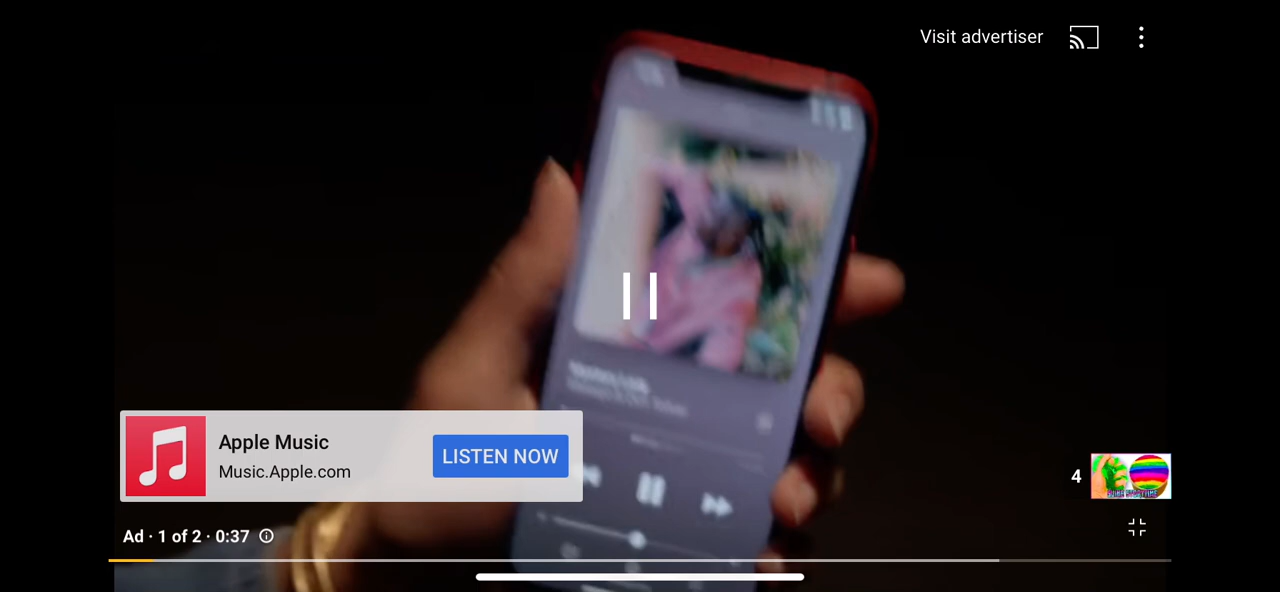 Visit advertiser
Apple Music
Music.Apple.com
LISTEN NOW
4
Ad · 1 of 2 · 0:37